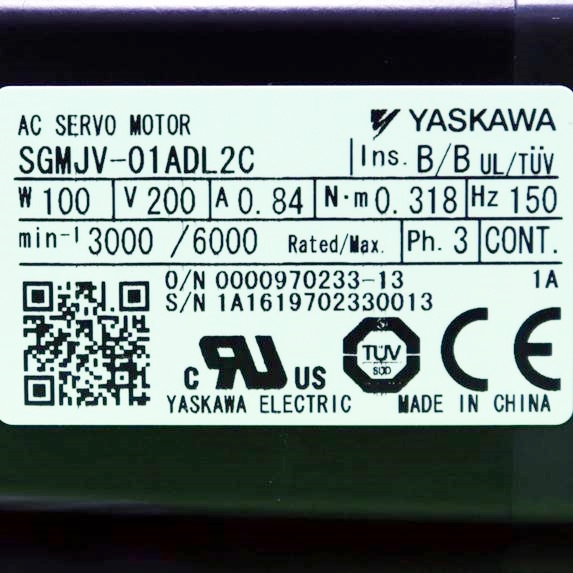 AC SERVO MOTOR YASKAWA
SGMJV-01ADL2C Ins. B/B UL/TÜV
W 100 V 200 A 0.84 N·m 0.318 Hz 150
min-1 3000 /6000 Rated/Max. Ph. 3 CONT.
O/N 0000970233-13 1A
S/N 1A1619702330013
C RU US TÜV SÜD CE
YASKAWA ELECTRIC MADE IN CHINA